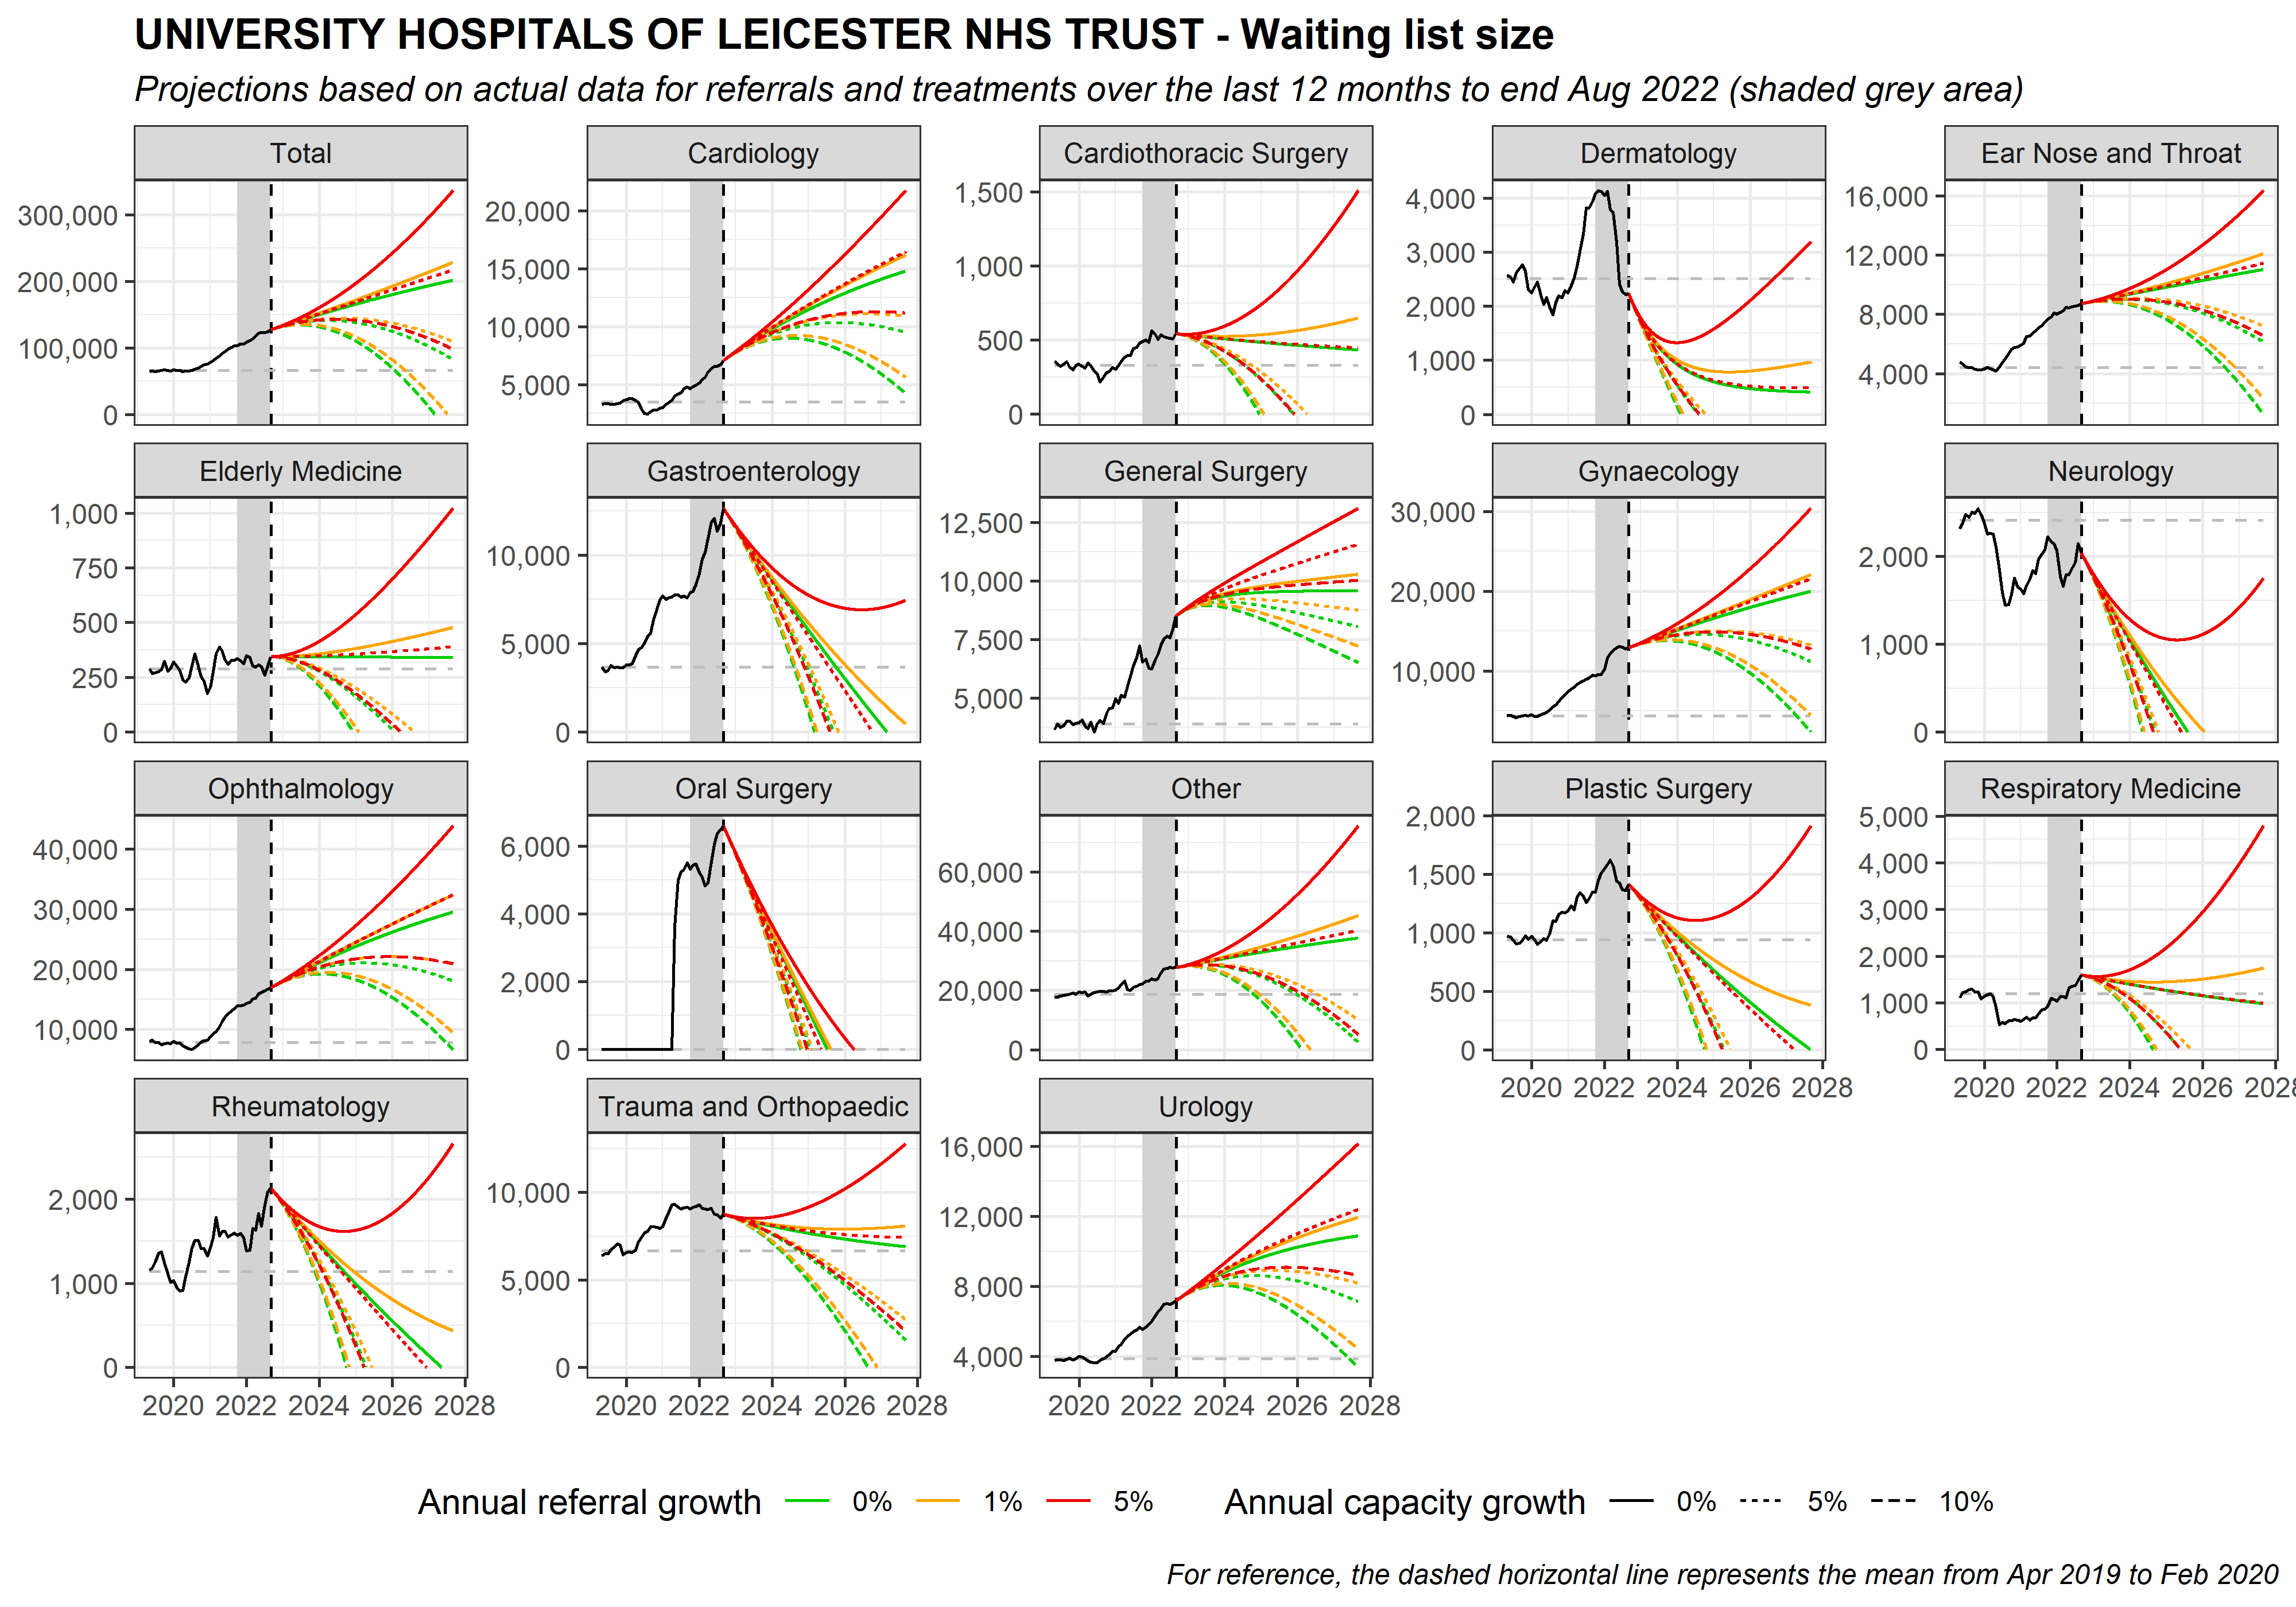 UNIVERSITY HOSPITALS OF LEICESTER NHS TRUST - Waiting list size
Projections based on actual data for referrals and treatments over the last 12 months to end Aug 2022 (shaded grey area)
Total
300,000
200,000
100,000
0
Cardiology
20,000
15,000
10,000
5,000
Cardiothoracic Surgery
1,500
1,000
500
0
Dermatology
4,000
3,000
2,000
1,000
0
Ear Nose and Throat
16,000
12,000
8,000
4,000
Elderly Medicine
1,000
750
500
250
0
Gastroenterology
10,000
5,000
0
General Surgery
12,500
10,000
7,500
5,000
Gynaecology
30,000
20,000
10,000
Neurology
2,000
1,000
0
Ophthalmology
40,000
30,000
20,000
10,000
Oral Surgery
6,000
4,000
2,000
0
Other
60,000
40,000
20,000
0
Plastic Surgery
2,000
1,500
1,000
500
0
2020 2022 2024 2026 2028
Respiratory Medicine
5,000
4,000
3,000
2,000
1,000
0
2020 2022 2024 2026 2028
Rheumatology
2,000
1,000
0
2020 2022 2024 2026 2028
Trauma and Orthopaedic
10,000
5,000
0
2020 2022 2024 2026 2028
Urology
16,000
12,000
8,000
4,000
2020 2022 2024 2026 2028
Annual referral growth 0% 1% 5% Annual capacity growth 0% 5% 10%
For reference, the dashed horizontal line represents the mean from Apr 2019 to Feb 2020